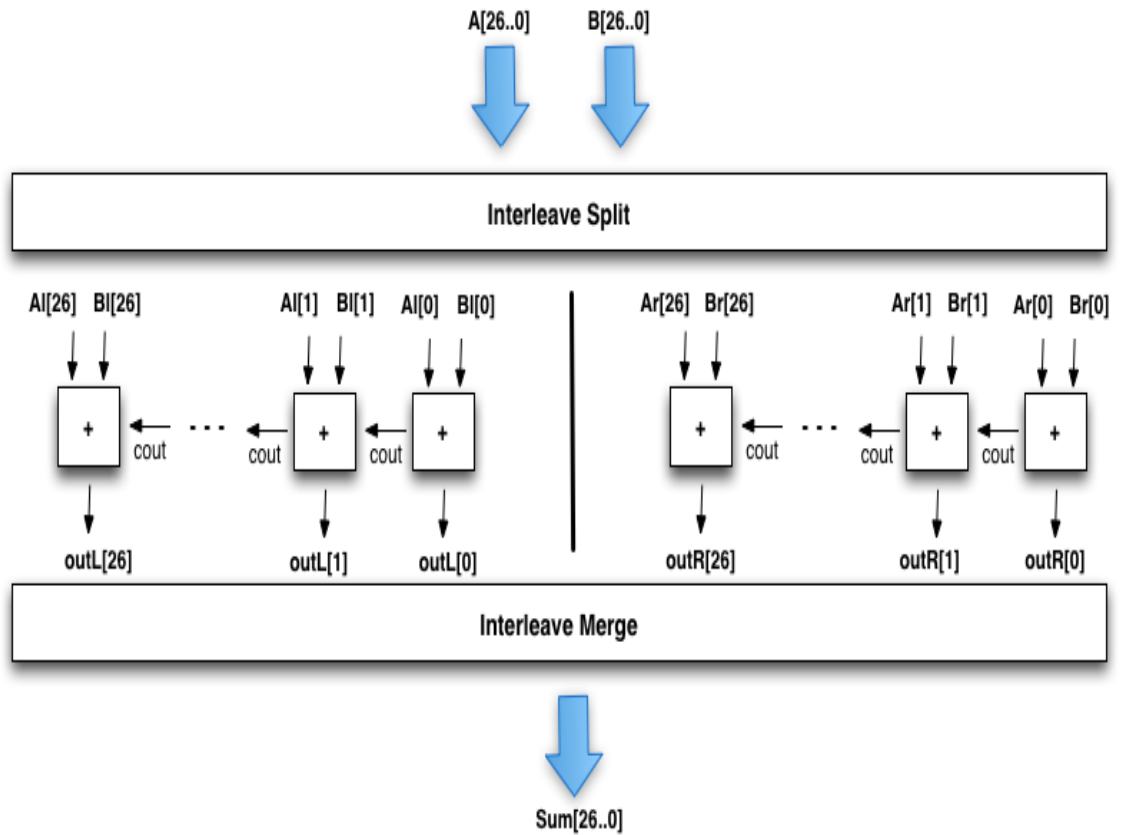 A[26..0] B[26..0]
Interleave Split
Al[26] Bl[26] Al[1] Bl[1] Al[0] Bl[0] Ar[26] Br[26] Ar[1] Br[1] Ar[0] Br[0]
+ ... + + + ... + +
cout cout cout cout cout cout
outL[26] outL[1] outL[0] outR[26] outR[1] outR[0]
Interleave Merge
Sum[26..0]